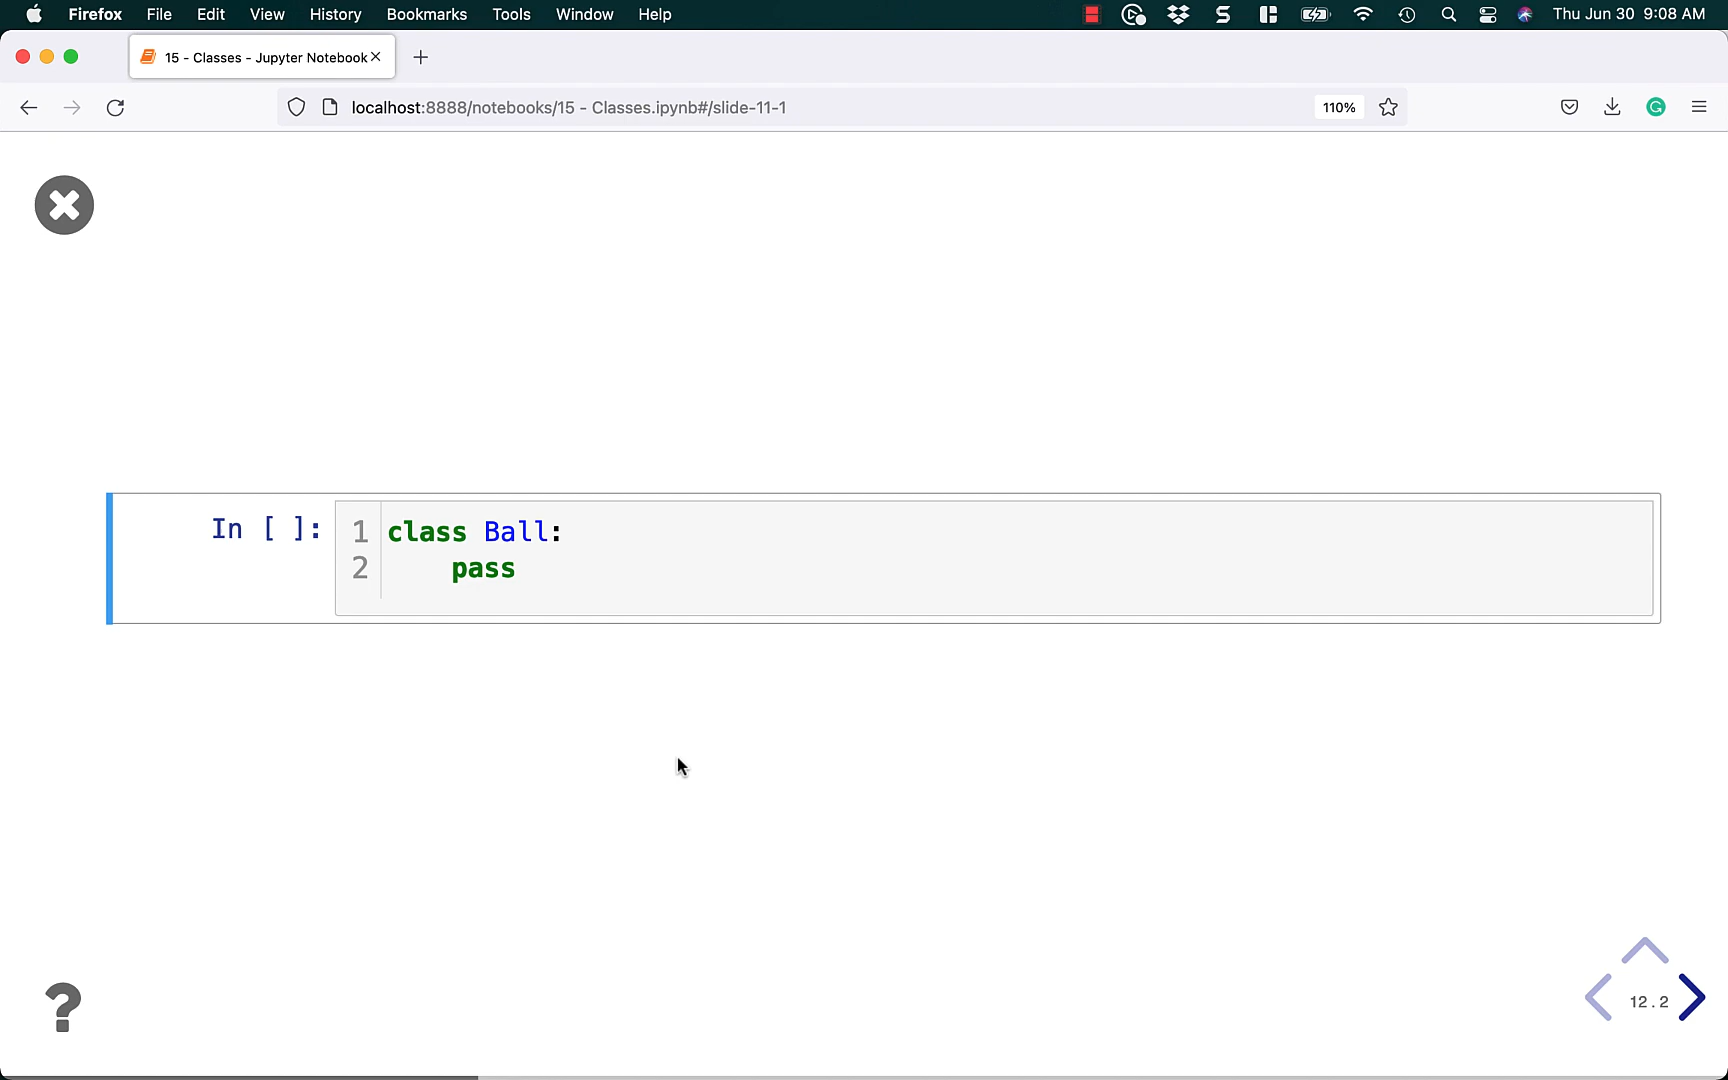 Firefox File Edit View History Bookmarks Tools Window Help Thu Jun 30 9:08 AM
15 - Classes - Jupyter Notebook
localhost:8888/notebooks/15 - Classes.ipynb#/slide-11-1 110%
In [ ]: 1 class Ball:
2     pass
12.2